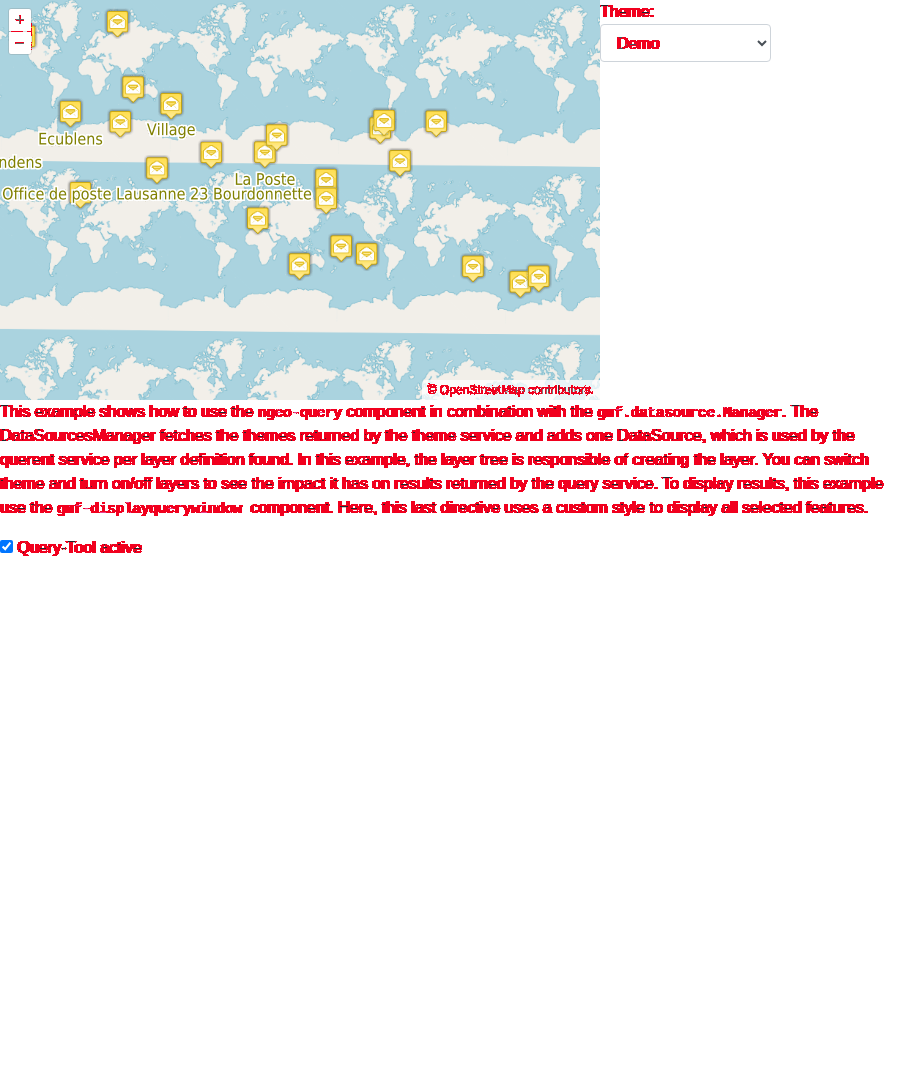 +
−
Theme:
Demo
Village
Ecublens
ndens
La Poste
Office de poste Lausanne 23 Bourdonnette
© OpenStreetMap contributors.
This example shows how to use the ngeo-query component in combination with the gmf.datasource.Manager. The
DataSourcesManager fetches the themes returned by the theme service and adds one DataSource, which is used by the
querent service per layer definition found. In this example, the layer tree is responsible of creating the layer. You can switch
theme and turn on/off layers to see the impact it has on results returned by the query service. To display results, this example
use the gmf-displayquerywindow component. Here, this last directive uses a custom style to display all selected features.
Query-Tool active